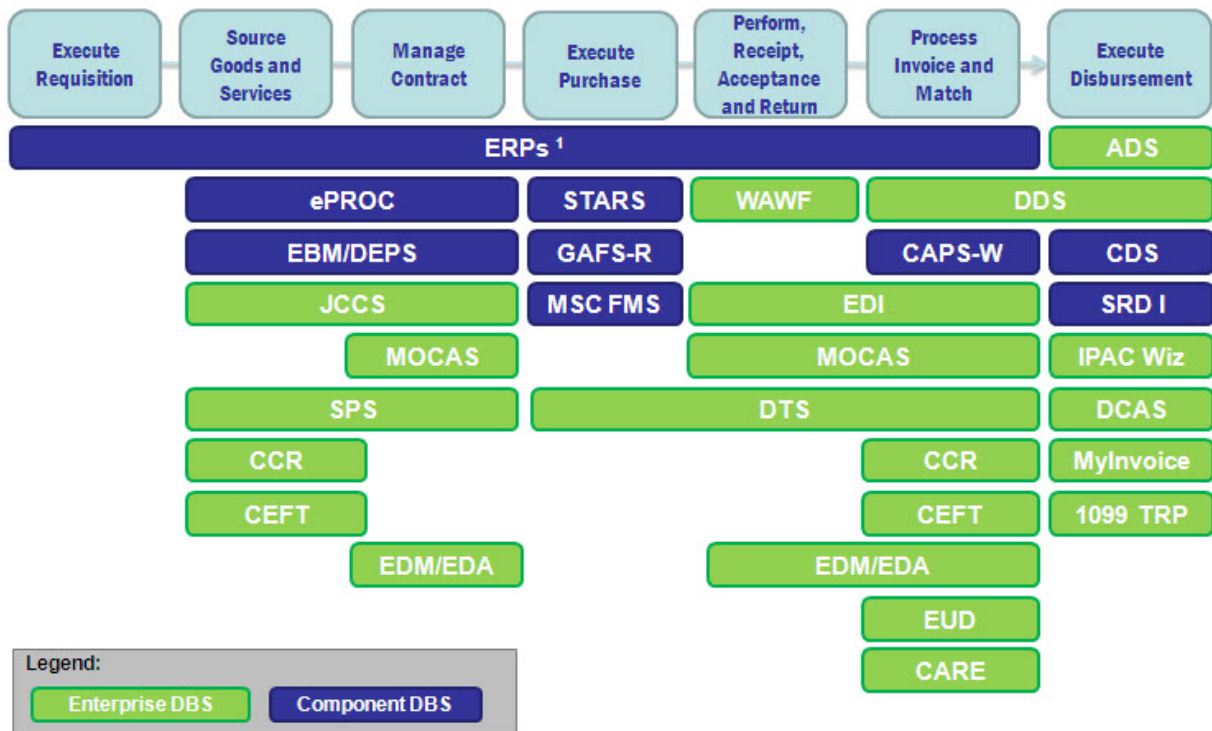 Execute
Requisition
Source
Goods and
Services
Manage
Contract
Execute
Purchase
Perform,
Receipt,
Acceptance
and Return
Process
Invoice and
Match
Execute
Disbursement
ERPs ¹
ADS
ePROC
STARS
WAWF
DDS
EBM/DEPS
GAFS-R
CAPS-W
CDS
JCCS
MSC FMS
EDI
SRD I
MOCAS
MOCAS
IPAC Wiz
SPS
DTS
DCAS
CCR
CCR
MyInvoice
CEFT
CEFT
1099 TRP
EDM/EDA
EDM/EDA
EUD
CARE
Legend:
Enterprise DBS
Component DBS